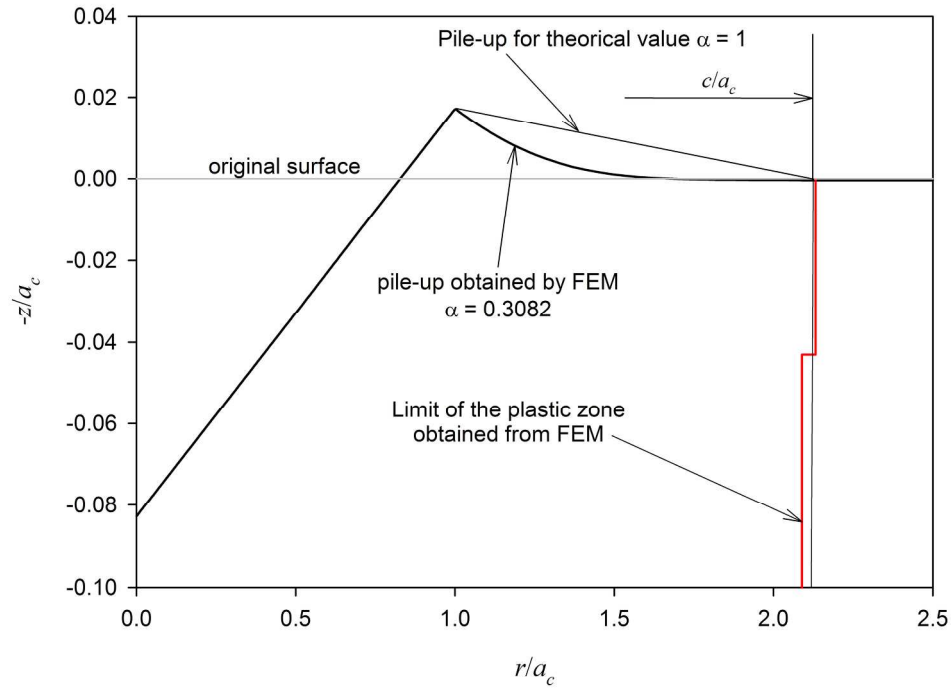 0.04
Pile-up for theorical value α = 1
c/a_c
0.02
original surface
0.00
-0.02
pile-up obtained by FEM
α = 0.3082
-z/a_c
-0.04
Limit of the plastic zone
obtained from FEM
-0.06
-0.08
-0.10
0.0 0.5 1.0 1.5 2.0 2.5
r/a_c